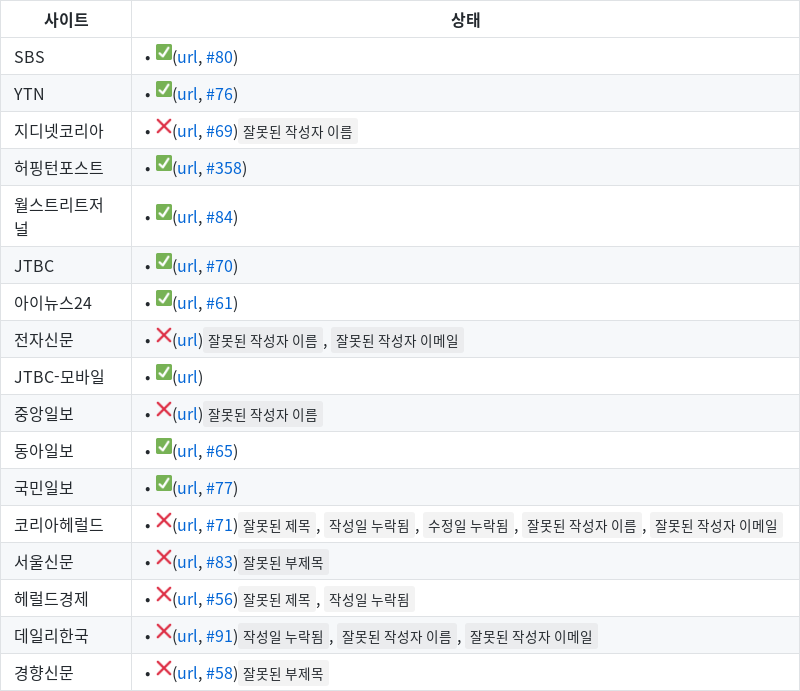 사이트 상태
SBS • ✅(url, #80)
YTN • ✅(url, #76)
지디넷코리아 • ❌(url, #69) 잘못된 작성자 이름
허핑턴포스트 • ✅(url, #358)
월스트리트저
널 • ✅(url, #84)
JTBC • ✅(url, #70)
아이뉴스24 • ✅(url, #61)
전자신문 • ❌(url) 잘못된 작성자 이름 , 잘못된 작성자 이메일
JTBC-모바일 • ✅(url)
중앙일보 • ❌(url) 잘못된 작성자 이름
동아일보 • ✅(url, #65)
국민일보 • ✅(url, #77)
코리아헤럴드 • ❌(url, #71) 잘못된 제목 , 작성일 누락됨 , 수정일 누락됨 , 잘못된 작성자 이름 , 잘못된 작성자 이메일
서울신문 • ❌(url, #83) 잘못된 부제목
헤럴드경제 • ❌(url, #56) 잘못된 제목 , 작성일 누락됨
데일리한국 • ❌(url, #91) 작성일 누락됨 , 잘못된 작성자 이름 , 잘못된 작성자 이메일
경향신문 • ❌(url, #58) 잘못된 부제목